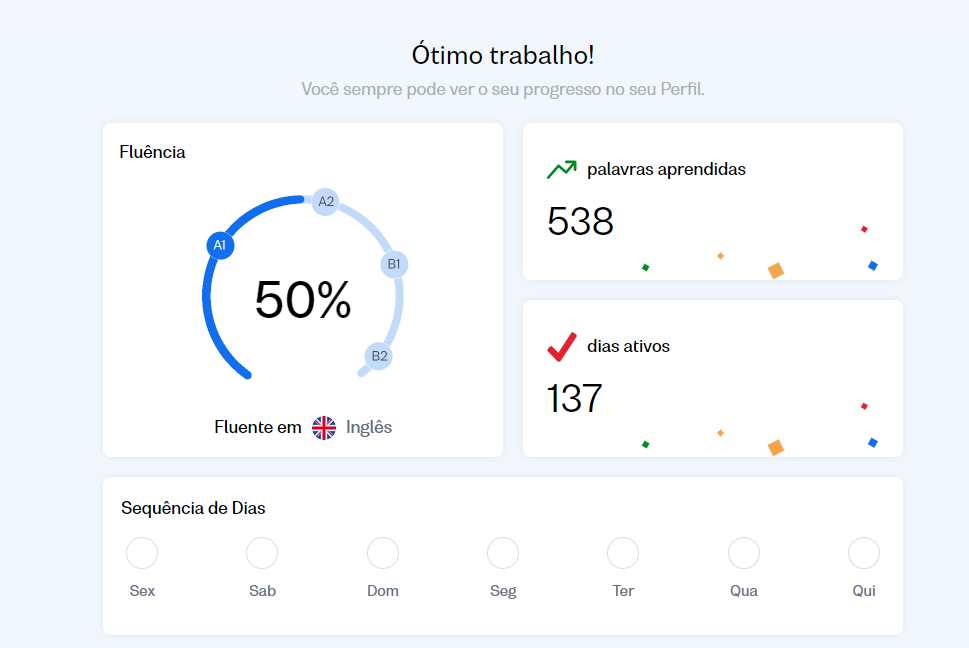 Ótimo trabalho!
Você sempre pode ver o seu progresso no seu Perfil.
Fluência
A1
A2
B1
B2
50%
Fluente em Inglês
palavras aprendidas
538
dias ativos
137
Sequência de Dias
Sex Sab Dom Seg Ter Qua Qui